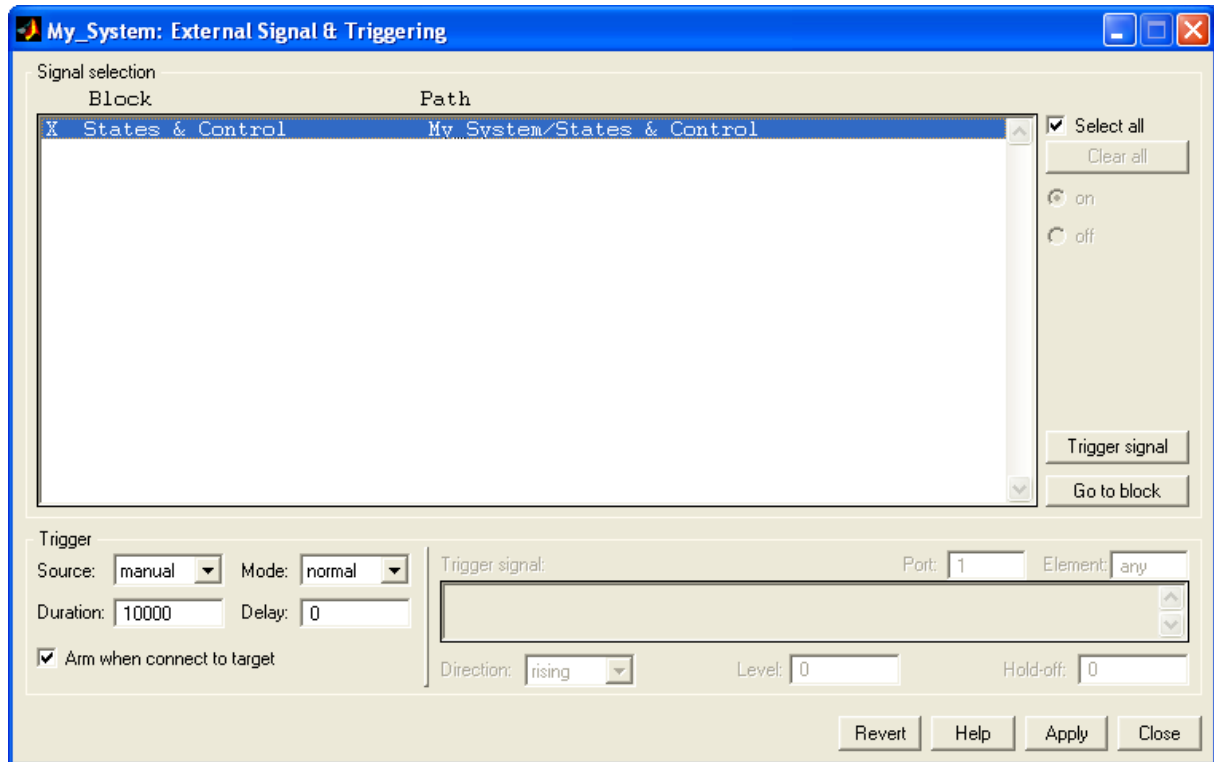 My_System: External Signal & Triggering
Signal selection
Block Path
X States & Control My_System/States & Control
Select all
Clear all
on
off
Trigger signal
Go to block
Trigger
Source: manual Mode: normal
Duration: 10000 Delay: 0
Arm when connect to target
Trigger signal: Port: 1 Element: any
Direction: rising Level: 0 Hold-off: 0
Revert Help Apply Close